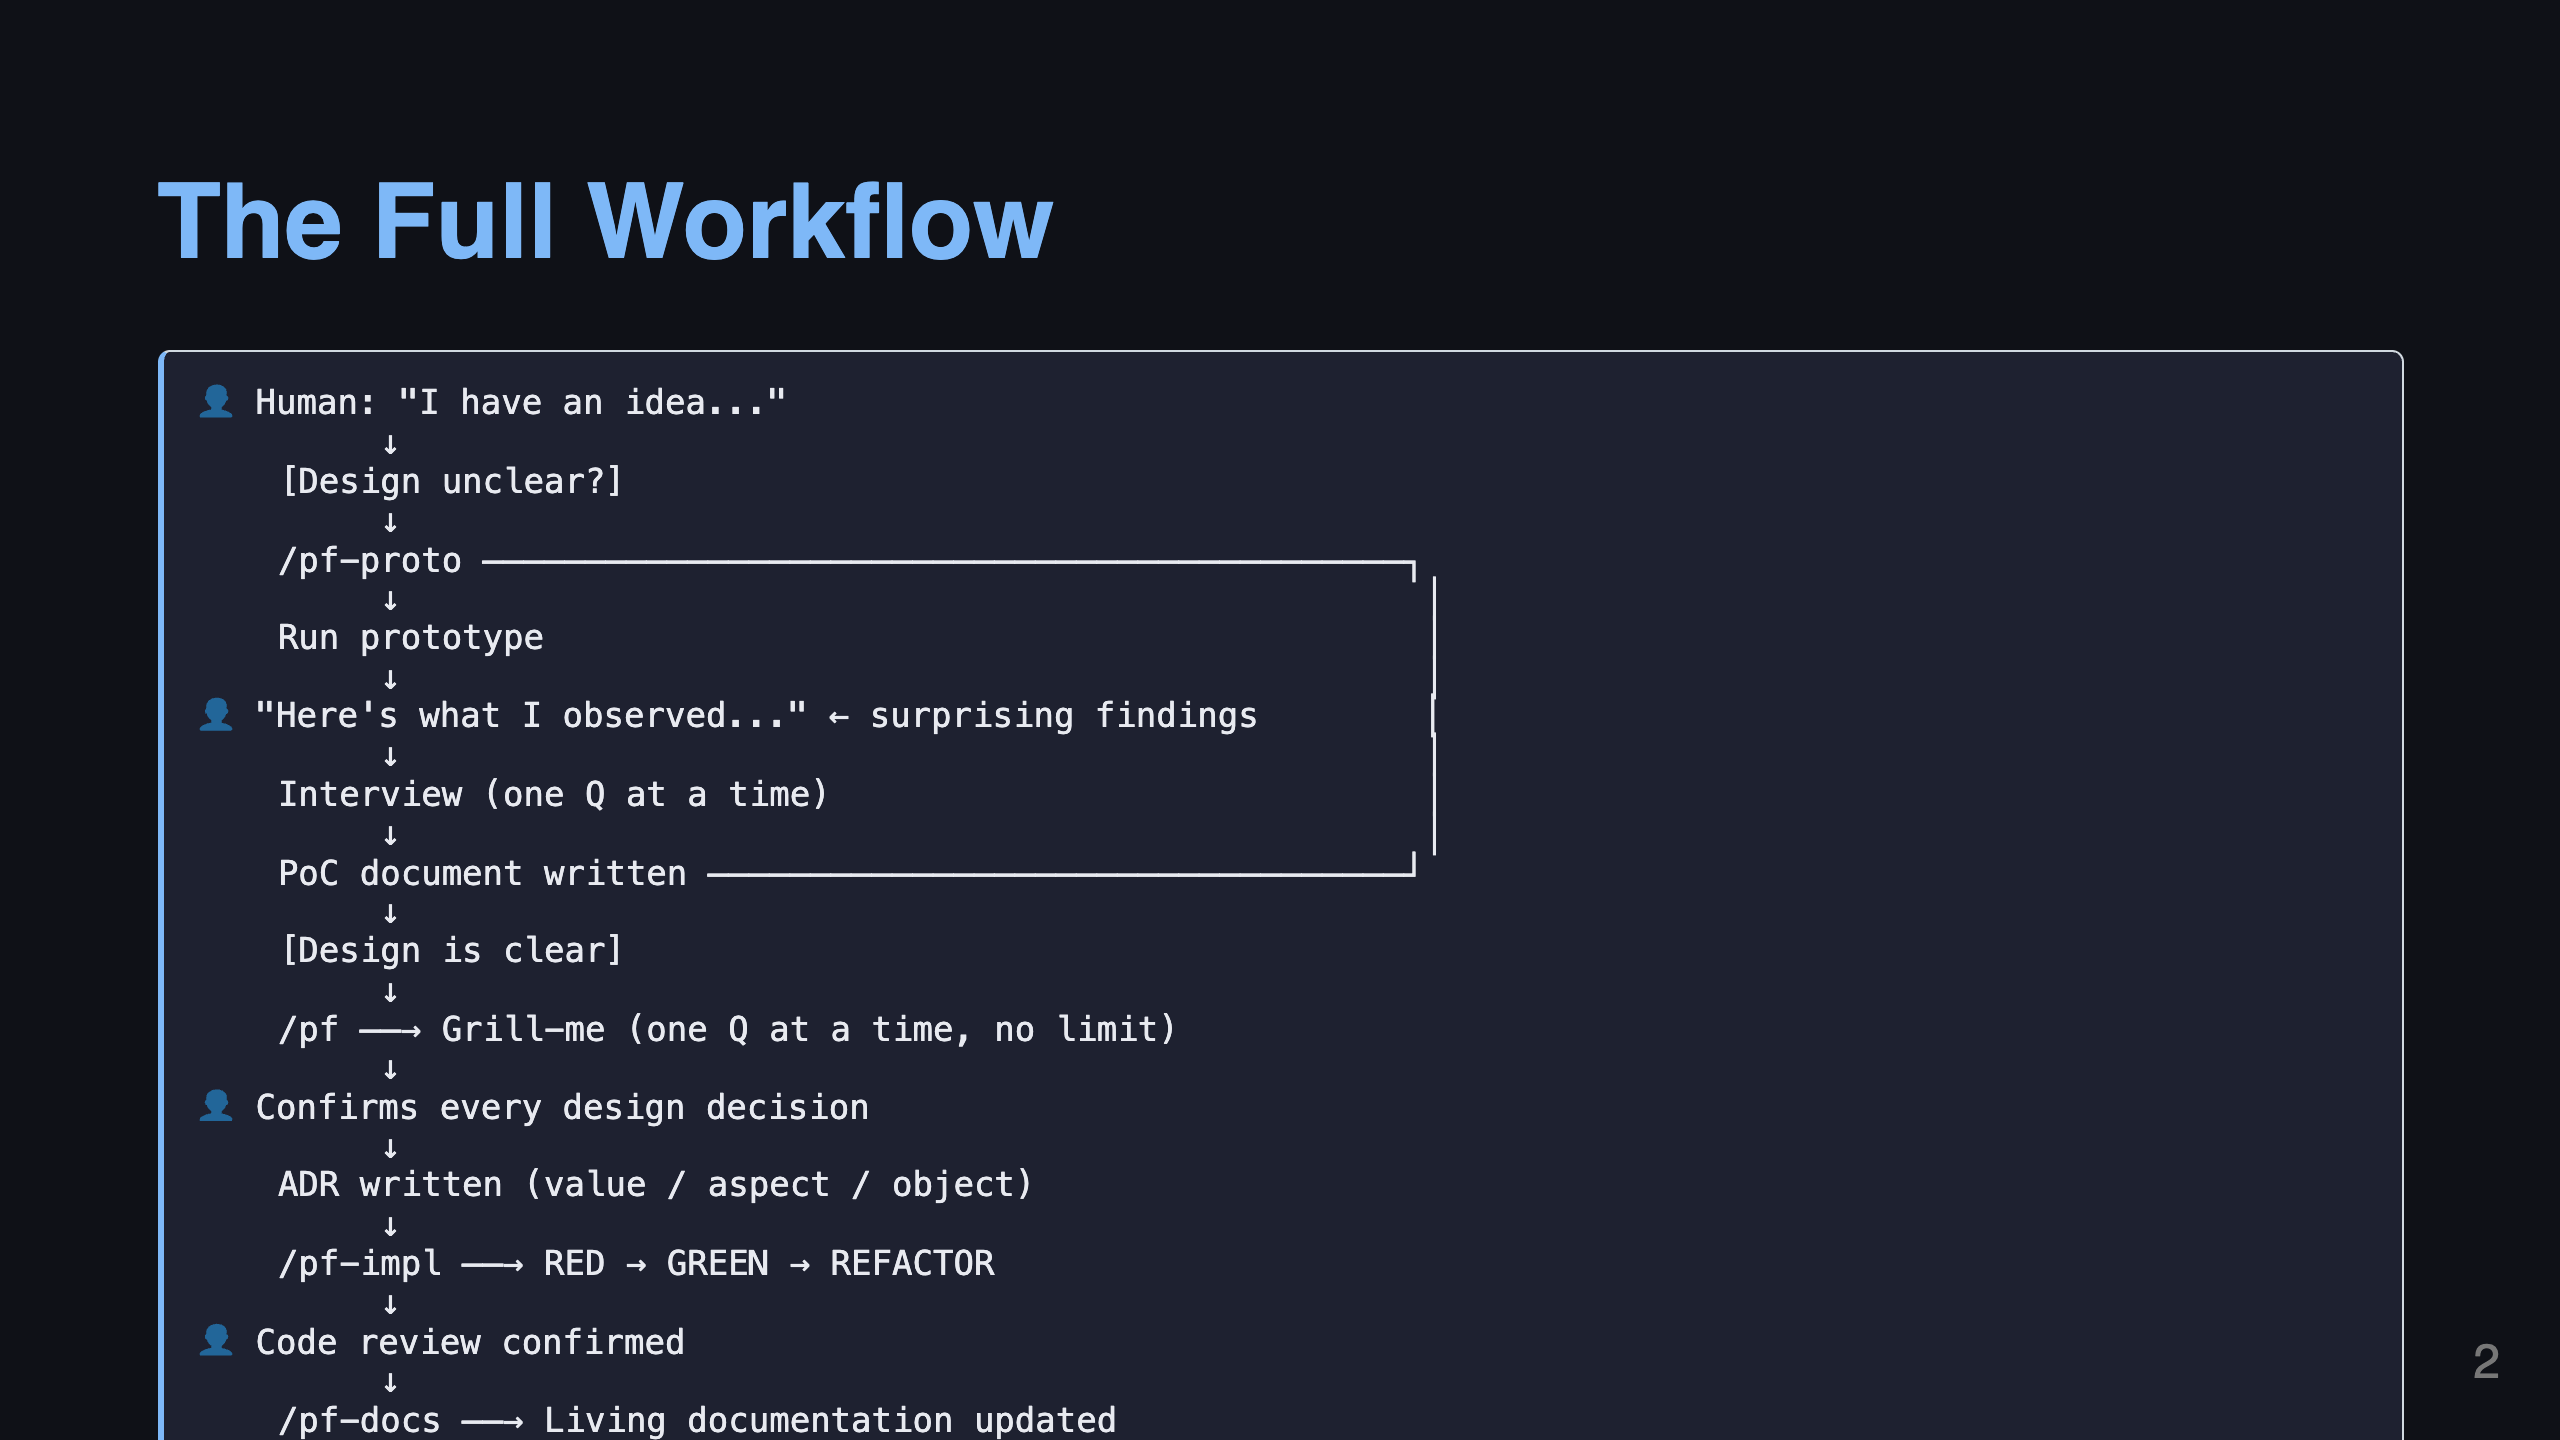 The Full Workflow
👤 Human: "I have an idea..."
↓
[Design unclear?]
↓
/pf-proto ─────────────────────────────────────────────┐
↓ │
Run prototype │
↓ │
👤 "Here's what I observed..." ← surprising findings │
↓ │
Interview (one Q at a time) │
↓ │
PoC document written ──────────────────────────────────┘
↓
[Design is clear]
↓
/pf ──→ Grill-me (one Q at a time, no limit)
↓
👤 Confirms every design decision
↓
ADR written (value / aspect / object)
↓
/pf-impl ──→ RED → GREEN → REFACTOR
↓
👤 Code review confirmed
↓
/pf-docs ──→ Living documentation updated
2